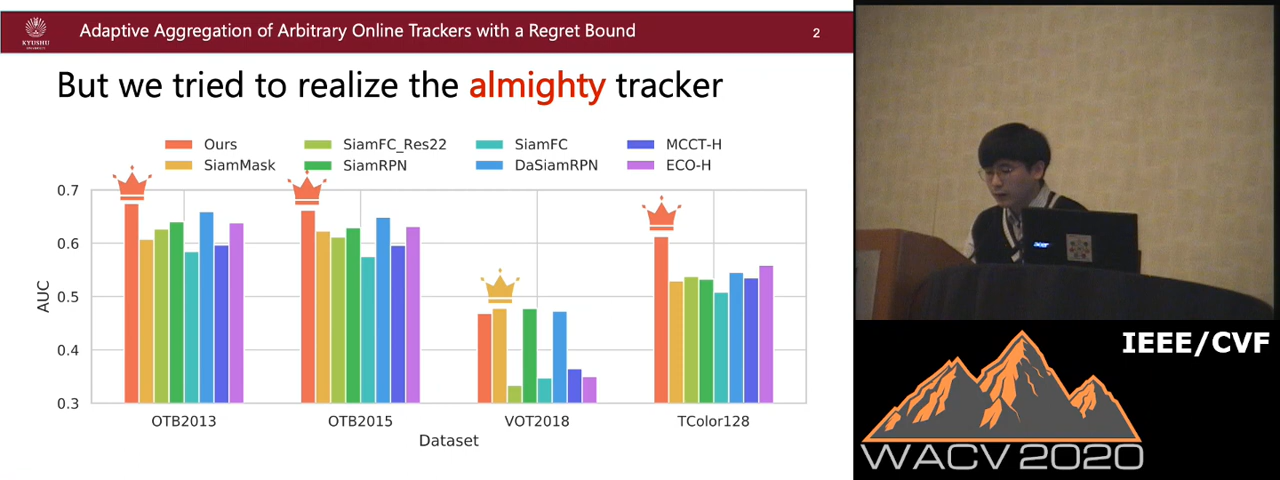 KYUSHU
Adaptive Aggregation of Arbitrary Online Trackers with a Regret Bound
2
But we tried to realize the almighty tracker
Ours SiamFC_Res22 SiamFC MCCT-H
SiamMask SiamRPN DaSiamRPN ECO-H
0.7
0.6
0.5
0.4
0.3
AUC
OTB2013 OTB2015 VOT2018 TColor128
Dataset
acer
IEEE/CVF
WACV 2020